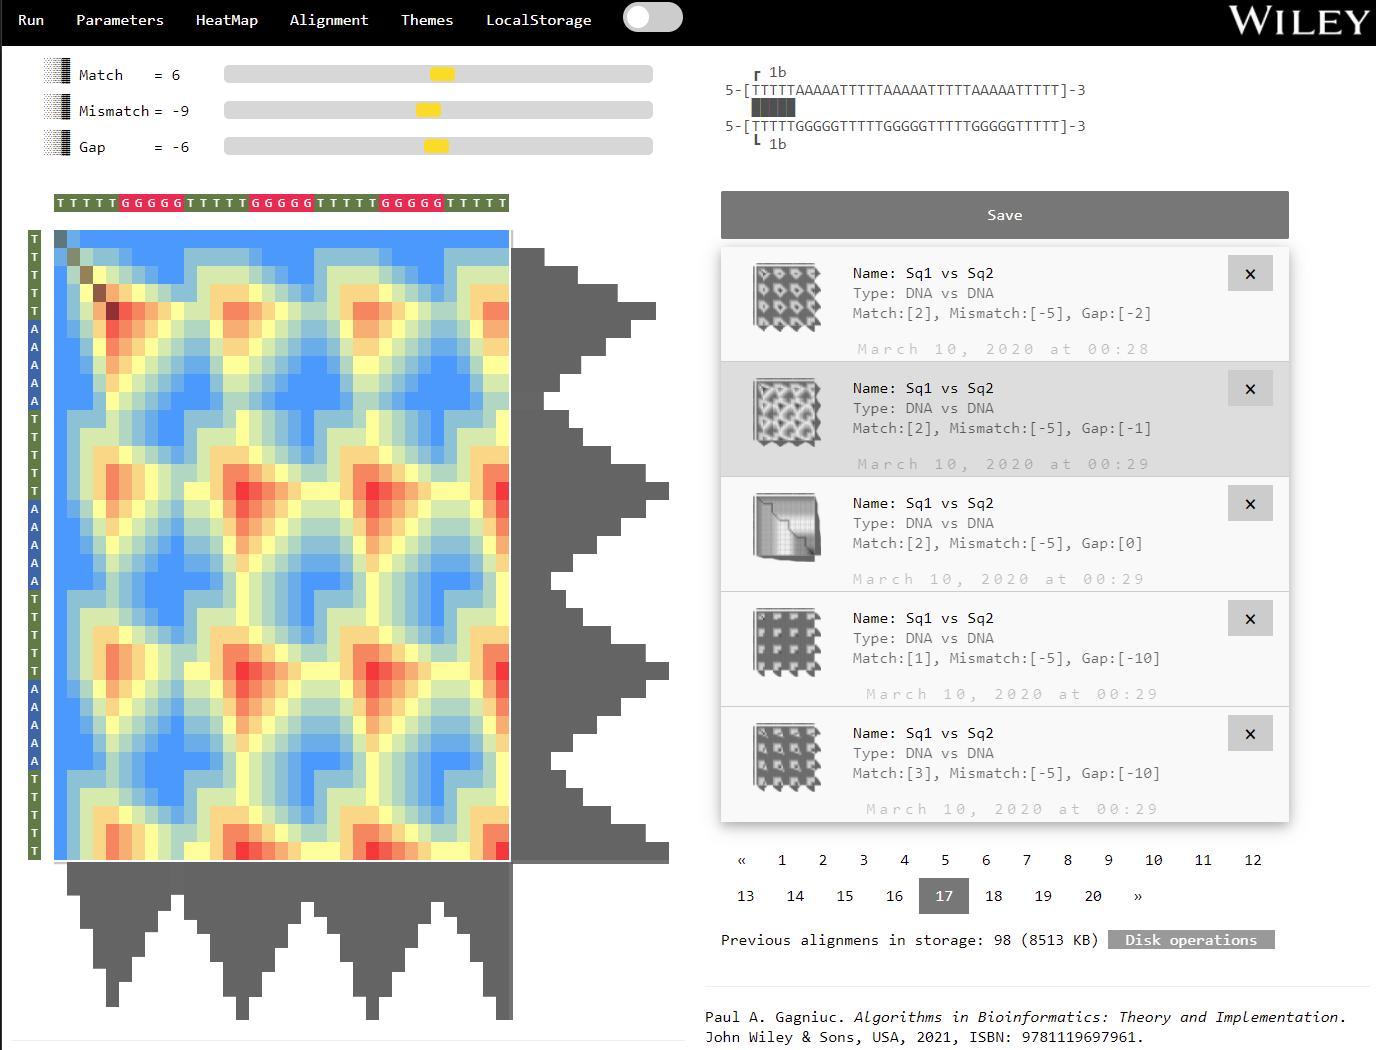 Run Parameters HeatMap Alignment Themes LocalStorage
WILEY
Match = 6
Mismatch = -9
Gap = -6
┏ 1b
5-[TTTTTAAAAATTTTTAAAAATTTTTAAAAATTTTT]-3
5-[TTTTTGGGGGTTTTTGGGGGTTTTTGGGGGTTTTT]-3
┗ 1b
TTTTTGGGGGTTTTTGGGGGTTTTTGGGGGTTTTT
T
T
T
T
T
A
A
A
A
A
T
T
T
T
T
A
A
A
A
A
T
T
T
T
T
A
A
A
A
A
T
T
T
T
T
Save
Name: Sq1 vs Sq2
Type: DNA vs DNA
Match:[2], Mismatch:[-5], Gap:[-2]
March 10, 2020 at 00:28
×
Name: Sq1 vs Sq2
Type: DNA vs DNA
Match:[2], Mismatch:[-5], Gap:[-1]
March 10, 2020 at 00:29
×
Name: Sq1 vs Sq2
Type: DNA vs DNA
Match:[2], Mismatch:[-5], Gap:[0]
March 10, 2020 at 00:29
×
Name: Sq1 vs Sq2
Type: DNA vs DNA
Match:[1], Mismatch:[-5], Gap:[-10]
March 10, 2020 at 00:29
×
Name: Sq1 vs Sq2
Type: DNA vs DNA
Match:[3], Mismatch:[-5], Gap:[-10]
March 10, 2020 at 00:29
×
« 1 2 3 4 5 6 7 8 9 10 11 12
13 14 15 16 17 18 19 20 »
Previous alignmens in storage: 98 (8513 KB) Disk operations
Paul A. Gagniuc. Algorithms in Bioinformatics: Theory and Implementation.
John Wiley & Sons, USA, 2021, ISBN: 9781119697961.